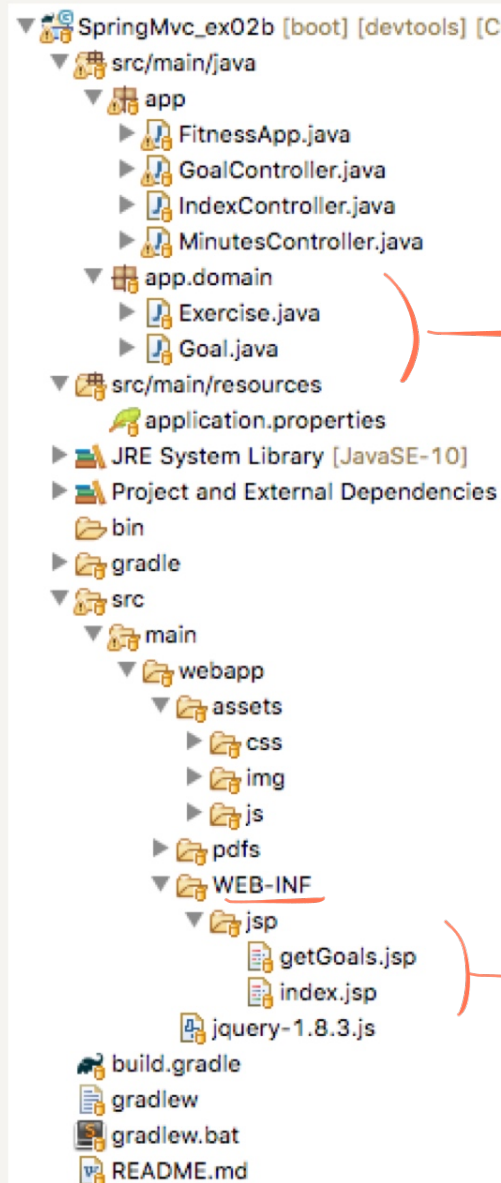 SpringMvc_ex02b [boot] [devtools] [C
src/main/java
app
FitnessApp.java
GoalController.java
IndexController.java
MinutesController.java
app.domain
Exercise.java
Goal.java
src/main/resources
application.properties
JRE System Library [JavaSE-10]
Project and External Dependencies
bin
gradle
src
main
webapp
assets
css
img
js
pdfs
WEB-INF
jsp
getGoals.jsp
index.jsp
jquery-1.8.3.js
build.gradle
gradlew
gradlew.bat
README.md